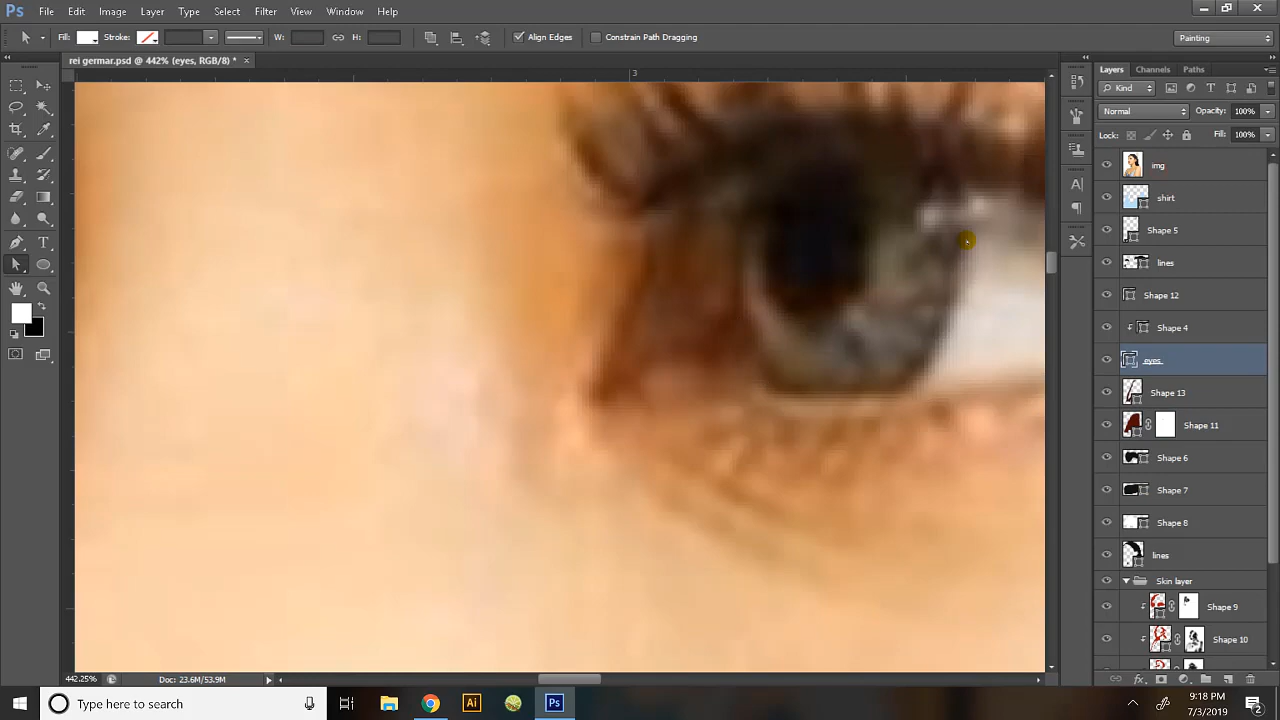 Ps File Edit Image Layer Type Select Filter View Window Help
Fill: Stroke: W: H: Align Edges Constrain Path Dragging Painting
rei germar.psd @ 442% (eyes, RGB/8) * ×
3
Layers Channels Paths
Kind
Normal Opacity: 100%
Lock: Fill: 100%
img
shirt
Shape 5
lines
Shape 12
Shape 4
eyes
Shape 13
Shape 11
Shape 6
Shape 7
Shape 8
lines
Skin layer
Shape 9
Shape 10
442.25% Doc: 23.6M/53.9M
Type here to search
Ai Ps
9:18 PM
7/3/2019
2